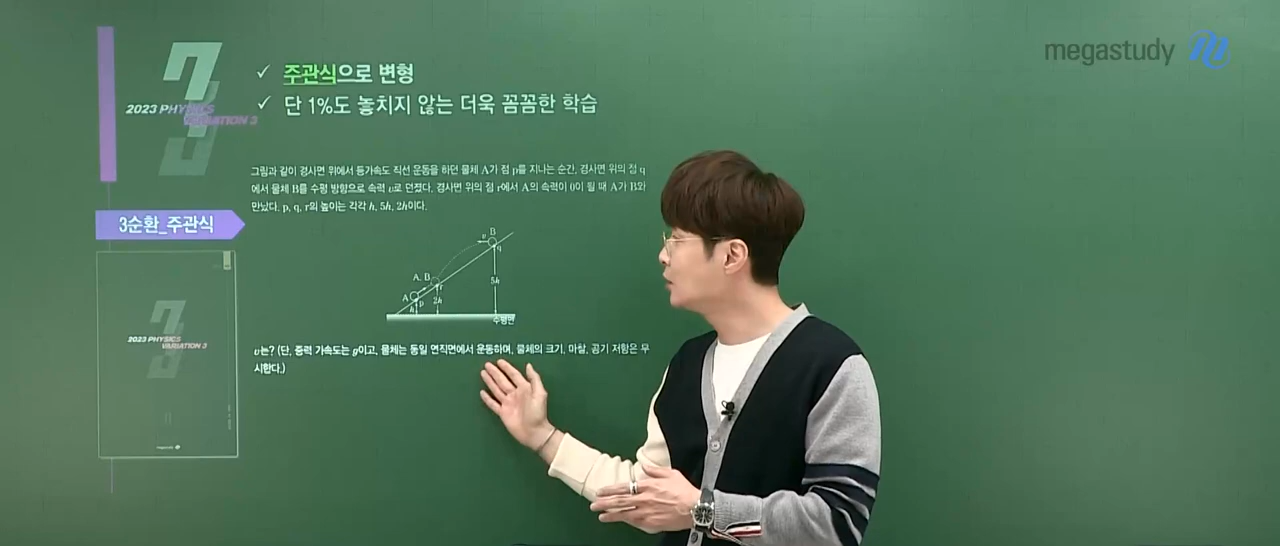 megastudy
✓ 주관식으로 변형
✓ 단 1%도 놓치지 않는 더욱 꼼꼼한 학습
3
2023 PHYSICS
VARIATION 3
그림과 같이 경사면 위에서 등가속도 직선 운동을 하던 물체 A가 점 p를 지나는 순간, 경사면 위의 점 q
에서 물체 B를 수평 방향으로 속력 v로 던졌다. 경사면 위의 점 r에서 A의 속력이 0이 될 때 A가 B와
만났다. p, q, r의 높이는 각각 h, 5h, 2h이다.
3순환_주관식
B
v
q
A, B
r
5h
A
p
2h
h
수평면
3
2023 PHYSICS
VARIATION 3
v는? (단, 중력 가속도는 g이고, 물체는 동일 연직면에서 운동하며, 물체의 크기, 마찰, 공기 저항은 무
시한다.)